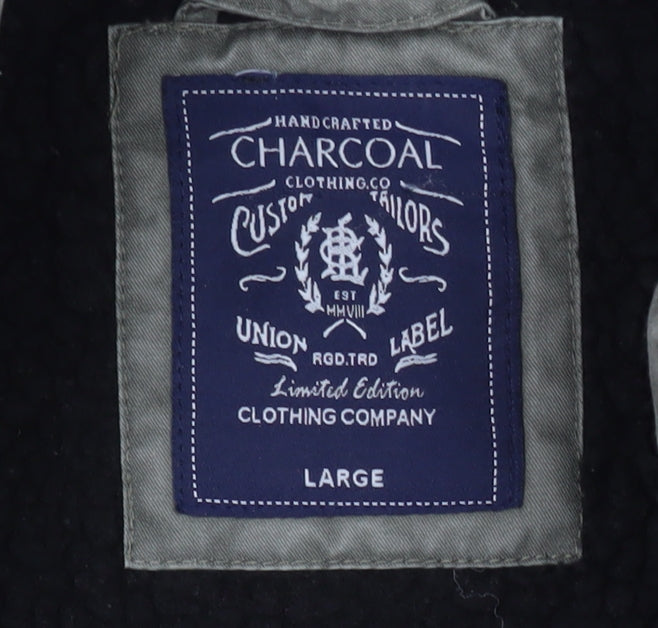 HANDCRAFTED
CHARCOAL
CLOTHING.CO
CUSTOM TAILORS
EST
MMVIII
UNION LABEL
RGD.TRD
Limited Edition
CLOTHING COMPANY
LARGE